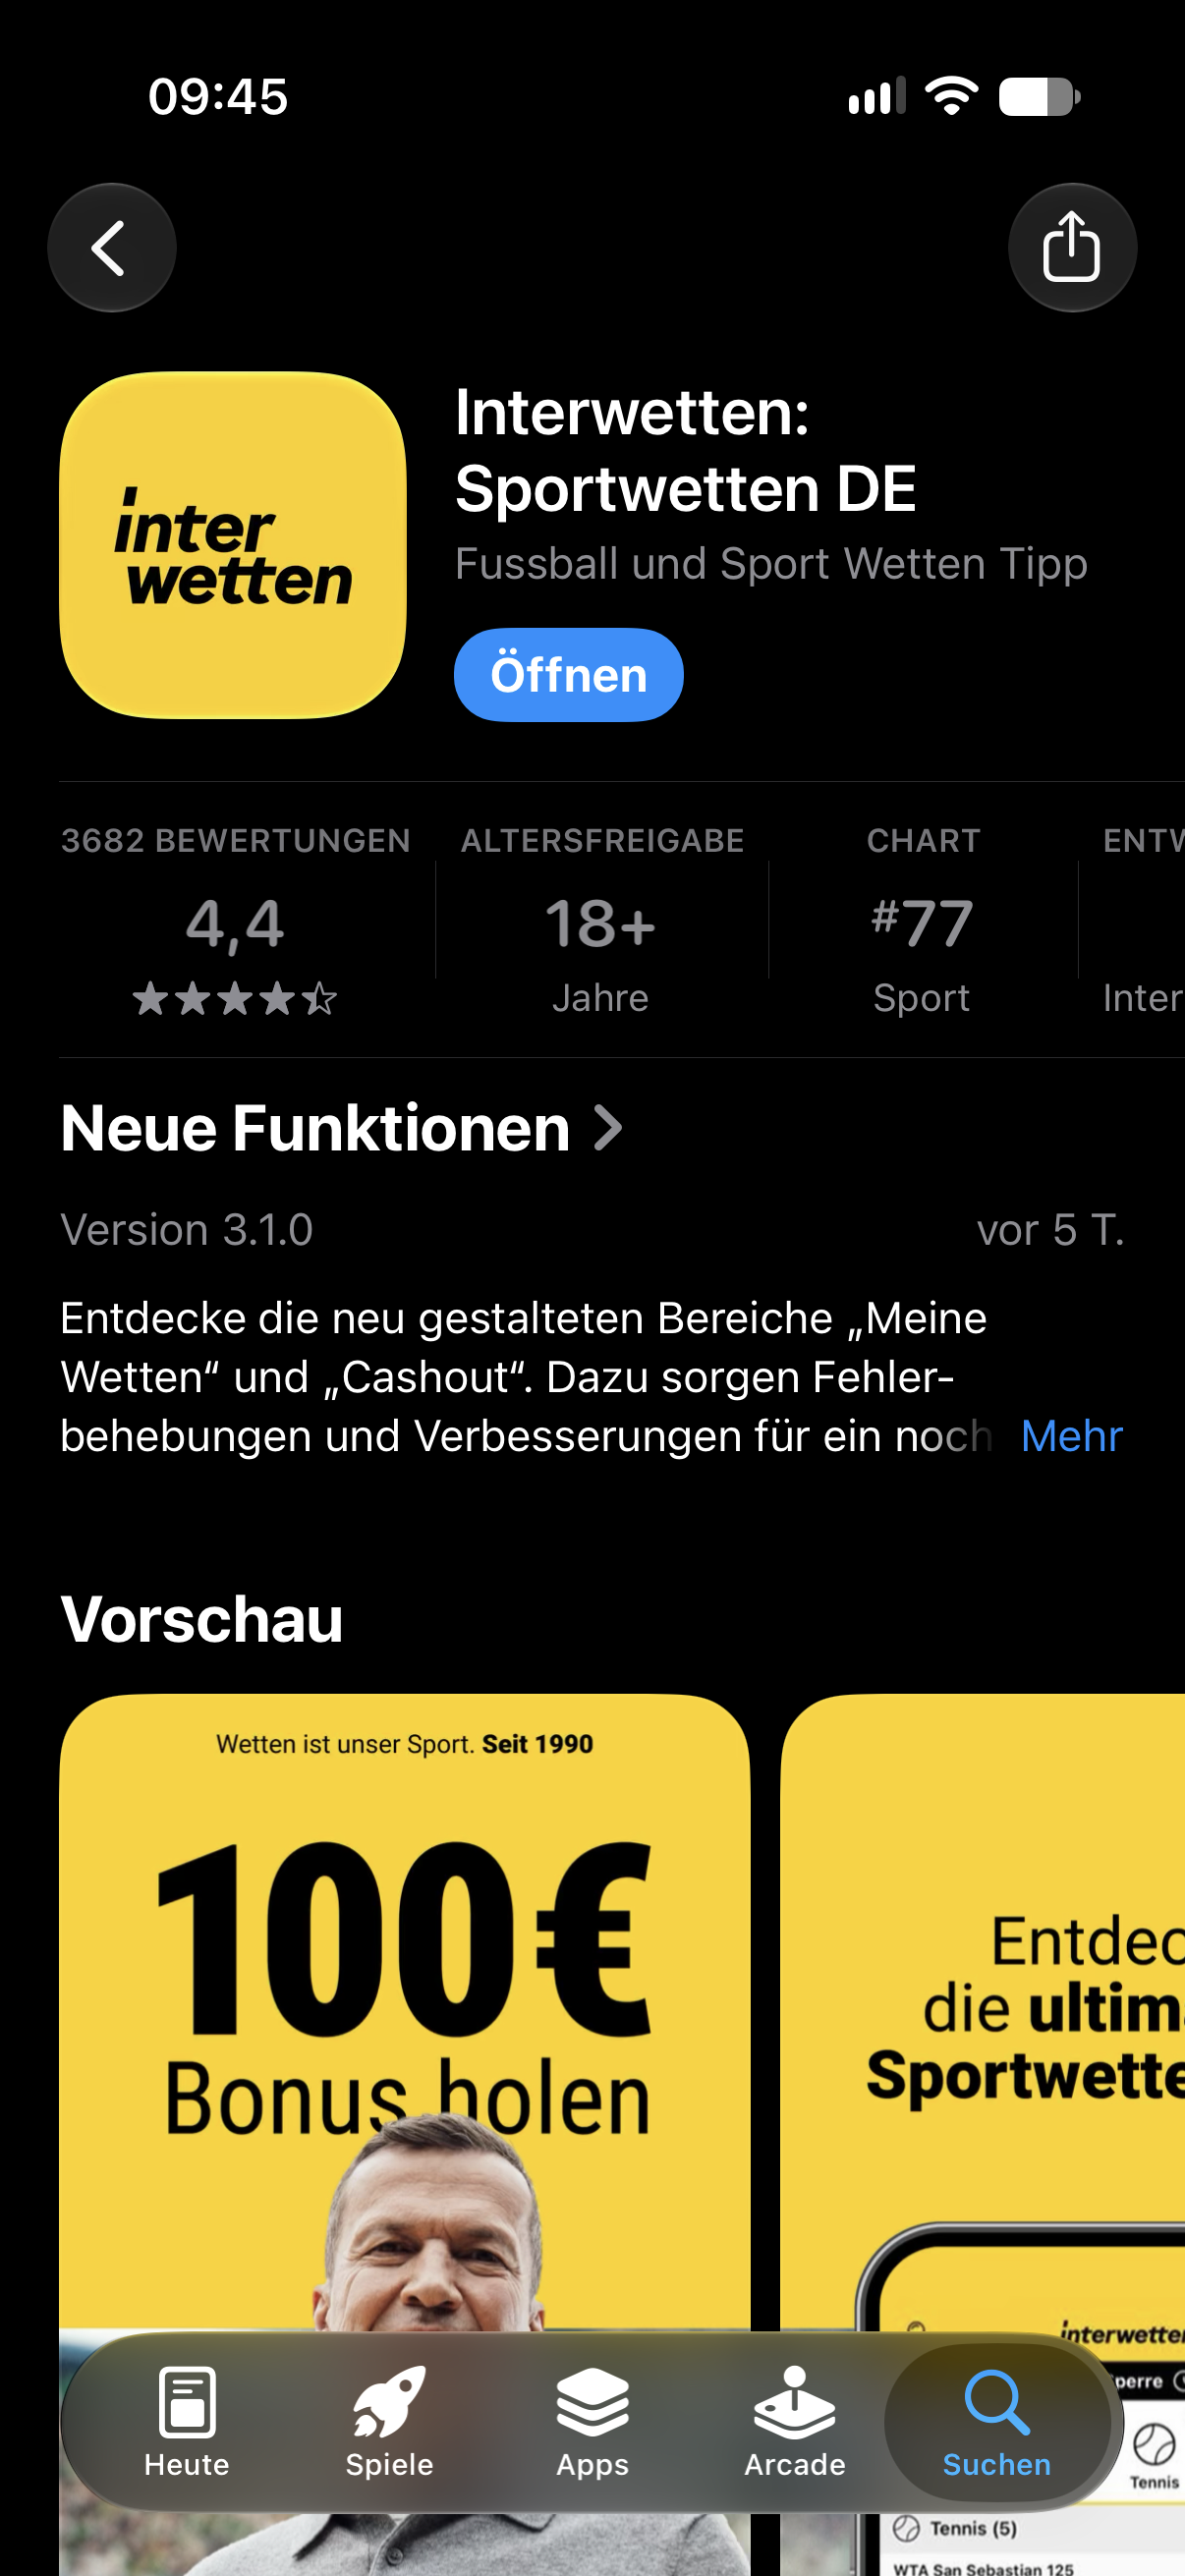 09:45
inter
wetten
Interwetten:
Sportwetten DE
Fussball und Sport Wetten Tipp
Öffnen
3682 BEWERTUNGEN
4,4
ALTERSFREIGABE
18+
Jahre
CHART
#77
Sport
Neue Funktionen
Version 3.1.0
vor 5 T.
Entdecke die neu gestalteten Bereiche „Meine
Wetten“ und „Cashout“. Dazu sorgen Fehler-
behebungen und Verbesserungen für ein noch
Mehr
Vorschau
Wetten ist unser Sport. Seit 1990
100€
Bonus holen
die
Tennis
Tennis (5)
WTA San Sebastian 125
Heute
Spiele
Apps
Arcade
Suchen